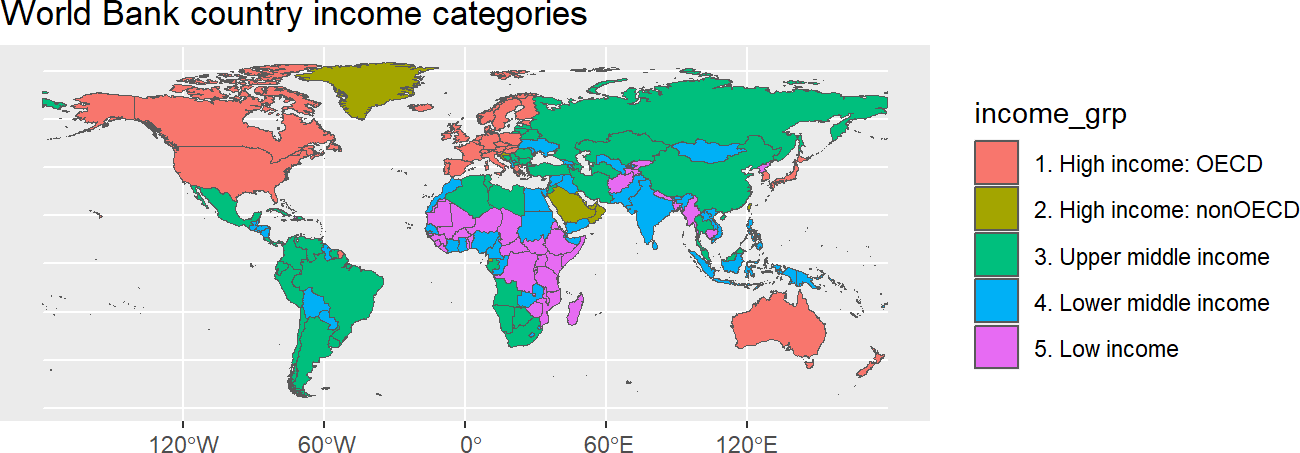 World Bank country income categories
income_grp
1. High income: OECD
2. High income: nonOECD
3. Upper middle income
4. Lower middle income
5. Low income
120°W 60°W 0° 60°E 120°E